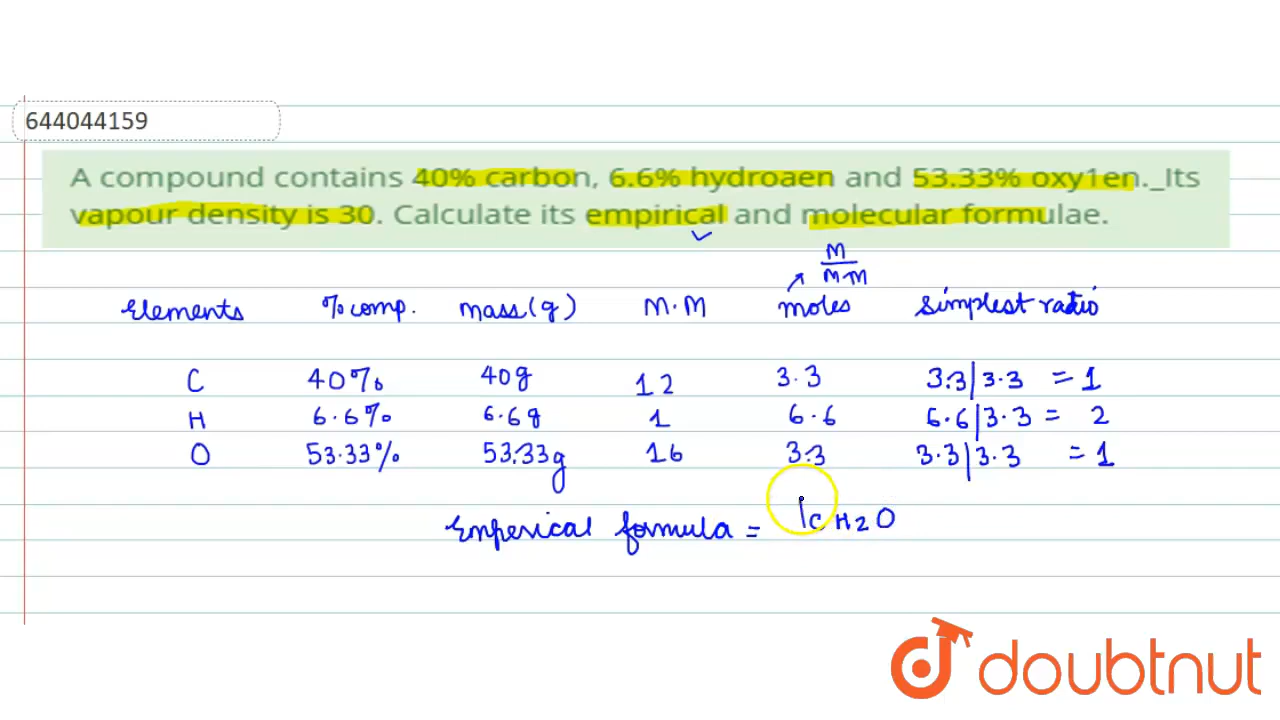 644044159
A compound contains 40% carbon, 6.6% hydroaen and 53.33% oxy1en._Its
vapour density is 30. Calculate its empirical and molecular formulae.
M
M·M
Elements % comp. mass(g) M·M moles simplest ratio
C 40% 40g 12 3.3 3.3|3.3 = 1
H 6.6% 6.6g 1 6.6 6.6|3.3 = 2
O 53.33% 53.33g 16 3.3 3.3|3.3 = 1
Emperical formula = CH2O
doubtnut